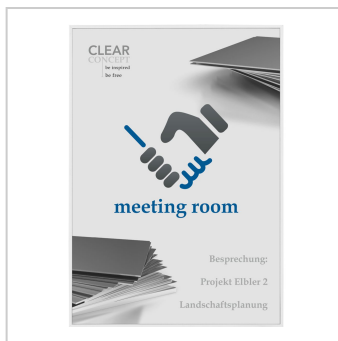 CLEAR
CONCEPT
be inspired
be free
meeting room
Besprechung:
Projekt Elbler 2
Landschaftsplanung